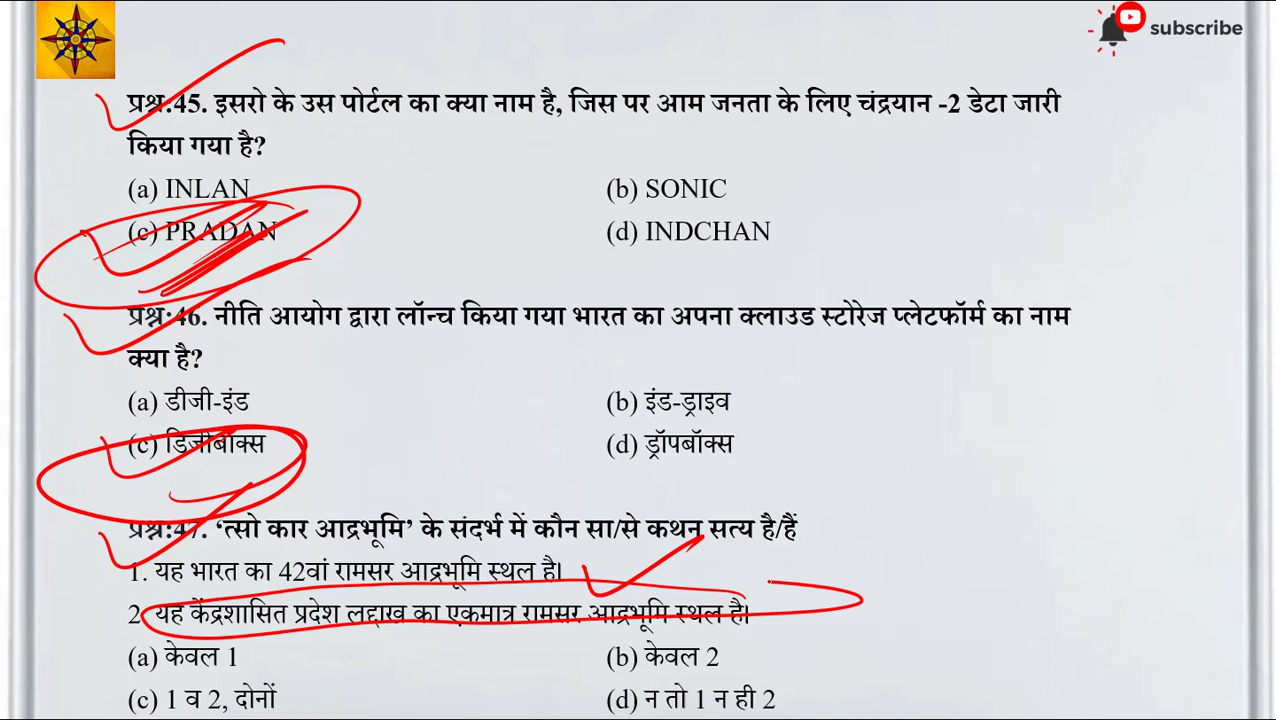 subscribe
प्रश्न:45. इसरो के उस पोर्टल का क्या नाम है, जिस पर आम जनता के लिए चंद्रयान -2 डेटा जारी
किया गया है?
(a) INLAN (b) SONIC
(c) PRADAN (d) INDCHAN
प्रश्न:46. नीति आयोग द्वारा लॉन्च किया गया भारत का अपना क्लाउड स्टोरेज प्लेटफॉर्म का नाम
क्या है?
(a) डीजी-इंड (b) इंड-ड्राइव
(c) डिजीबॉक्स (d) ड्रॉपबॉक्स
प्रश्न:47. ‘त्सो कार आद्रभूमि’ के संदर्भ में कौन सा/से कथन सत्य है/हैं
1. यह भारत का 42वां रामसर आद्रभूमि स्थल है।
2. यह केंद्रशासित प्रदेश लद्दाख का एकमात्र रामसर आद्रभूमि स्थल है।
(a) केवल 1 (b) केवल 2
(c) 1 व 2, दोनों (d) न तो 1 न ही 2